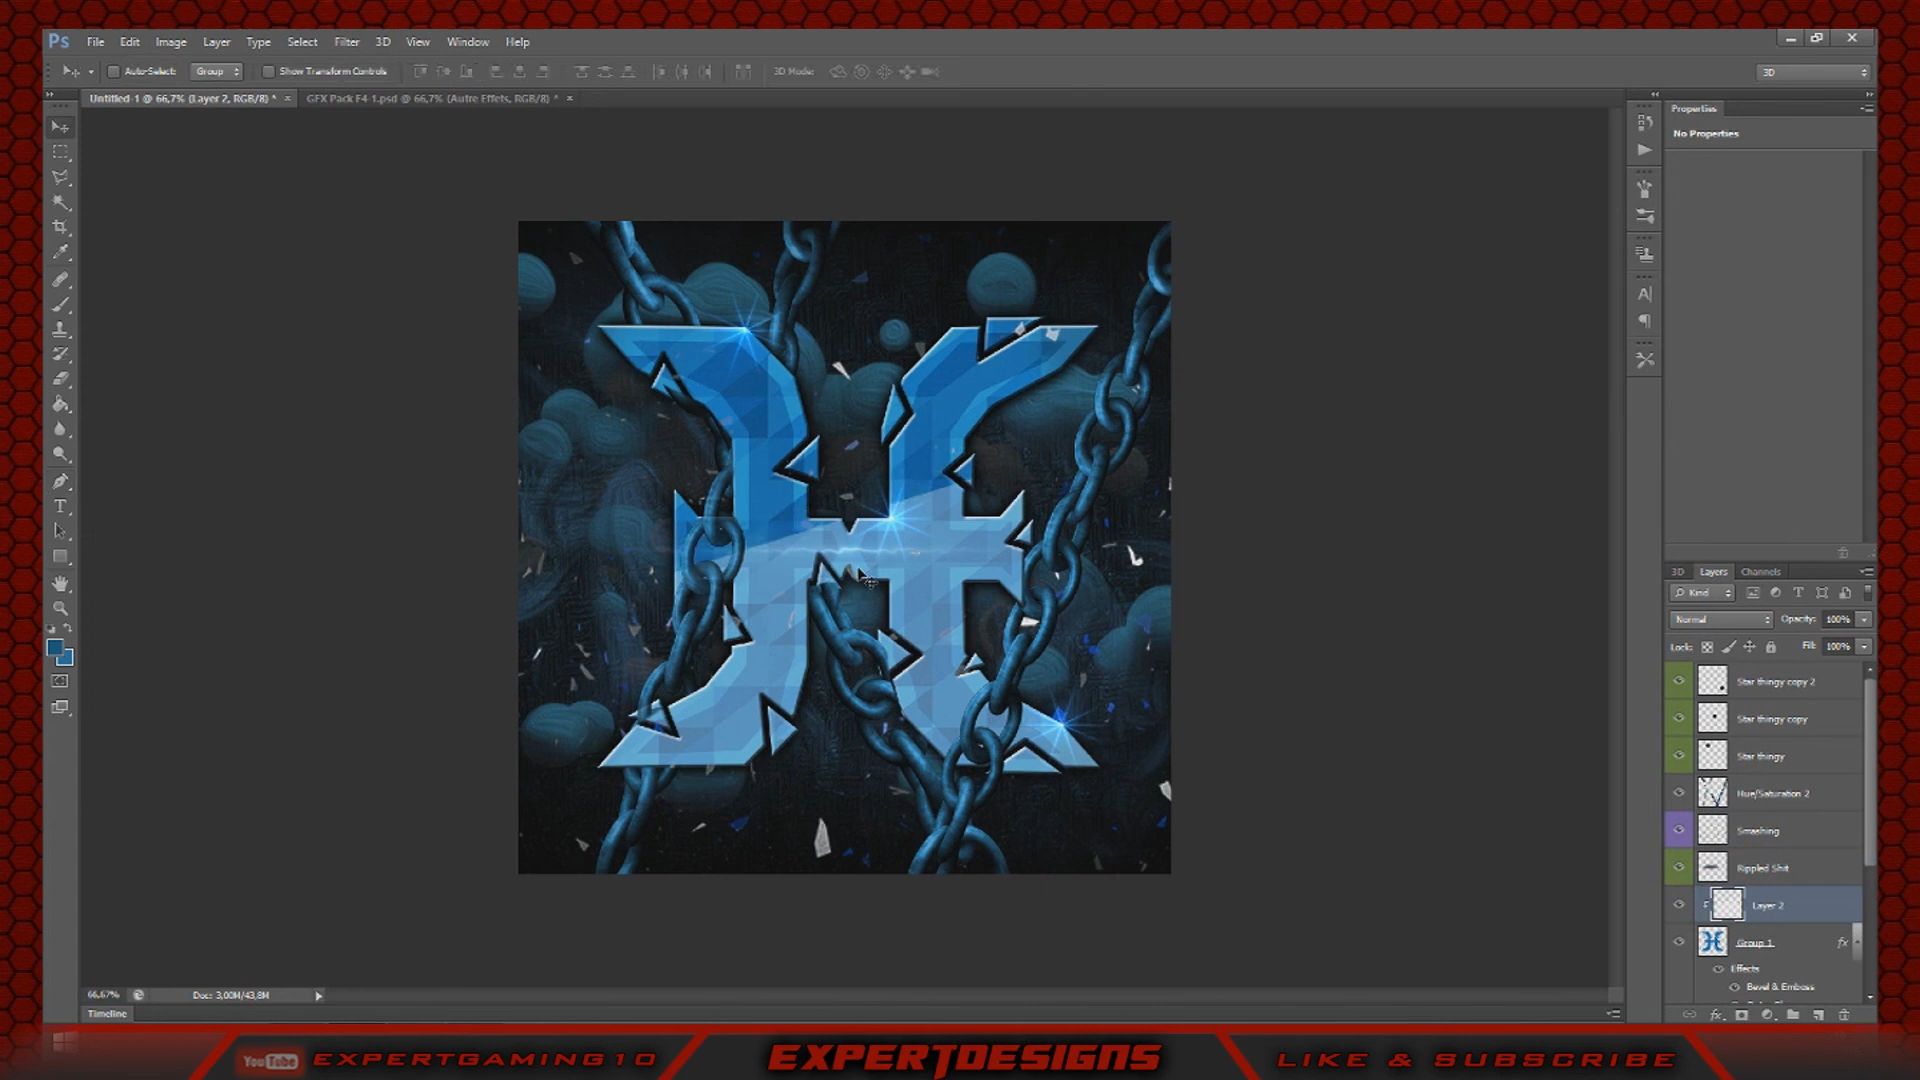 Ps File Edit Image Layer Type Select Filter 3D View Window Help
Auto-Select: Group Show Transform Controls 3D Mode: 3D
Untitled-1 @ 66,7% (Layer 2, RGB/8) * × GFX Pack F4-1.psd @ 66,7% (Autre Effets, RGB/8) * ×
Properties
No Properties
3D Layers Channels
Kind
Normal Opacity: 100%
Lock: Fill: 100%
Star thingy copy 2
Star thingy copy
Star thingy
Hue/Saturation 2
Smashing
Rippled Shit
Layer 2
Group 1 fx
Effects
Bevel & Emboss
66,67% Doc: 3,00M/43,8M
Timeline
YouTube EXPERTGAMING10 EXPERTDESIGNS LIKE & SUBSCRIBE